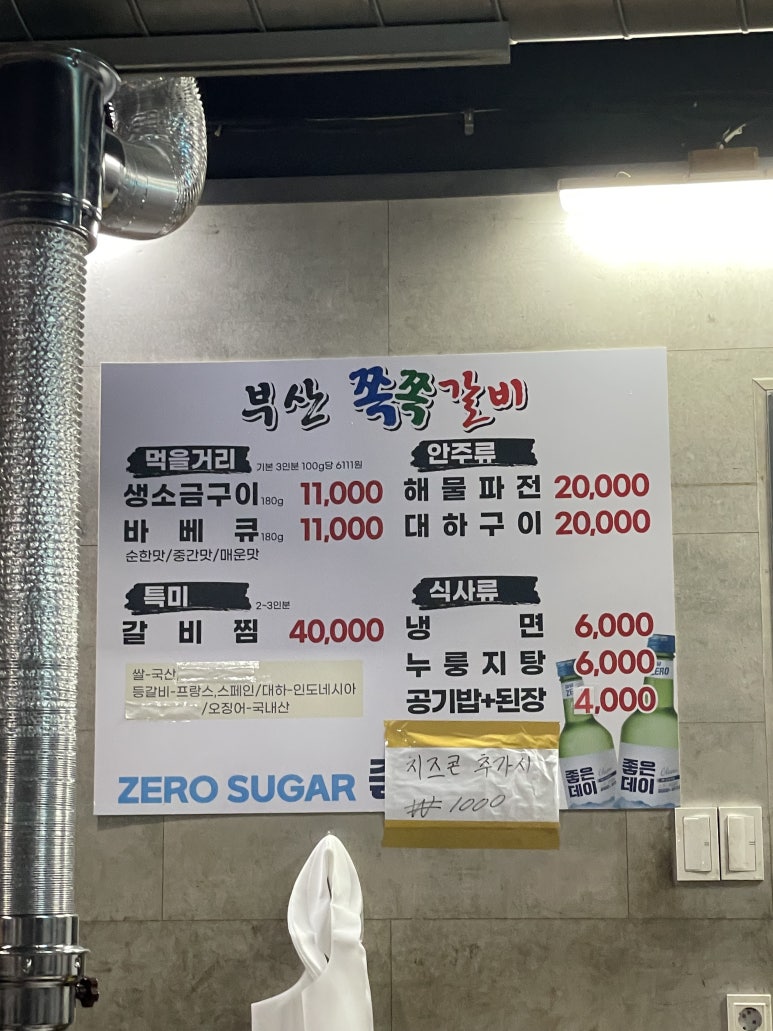 부산 쪽쪽갈비
먹을거리 기본 3인분 100g당 6111원
생소금구이 180g 11,000
바베큐 180g 11,000
순한맛/중간맛/매운맛
특미 2~3인분
갈비찜 40,000
쌀-국산
등갈비-프랑스,스페인/대하-인도네시아
/오징어-국내산
안주류
해물파전 20,000
대하구이 20,000
식사류
냉면 6,000
누룽지탕 6,000
공기밥+된장 4,000
치즈콘 추가시
₩ 1000
ZERO SUGAR
좋은
데이
좋은
데이
ZERO